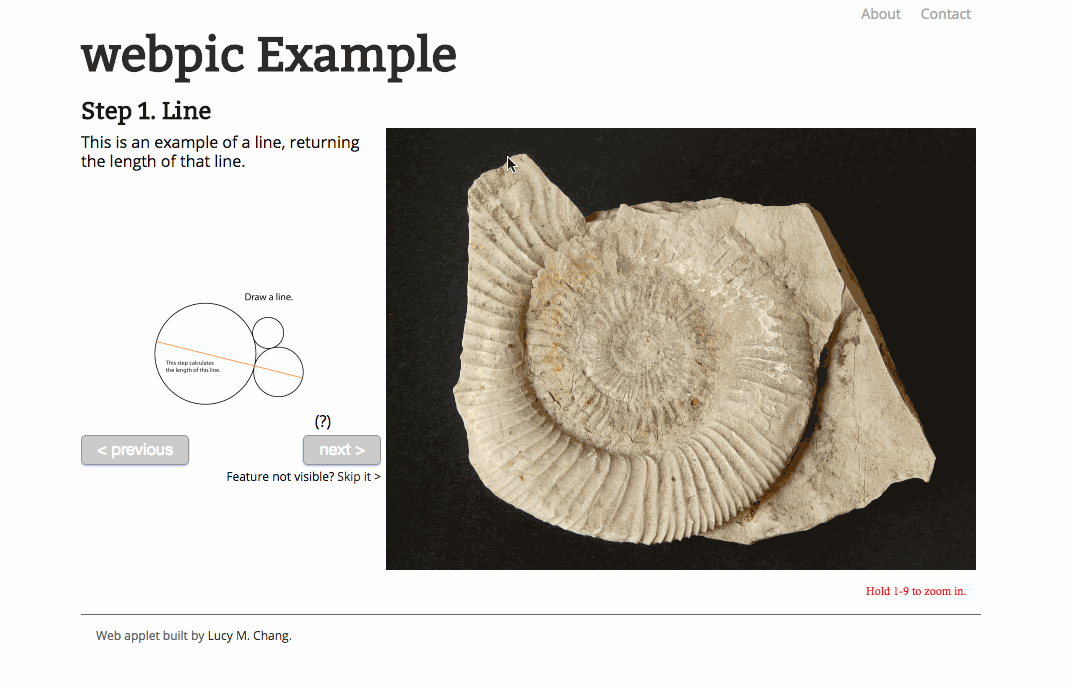 About Contact
webpic Example
Step 1. Line
This is an example of a line, returning
the length of that line.
Draw a line.
This step calculates
the length of this line.
(?)
< previous
next >
Feature not visible? Skip it >
Hold 1-9 to zoom in.
Web applet built by Lucy M. Chang.